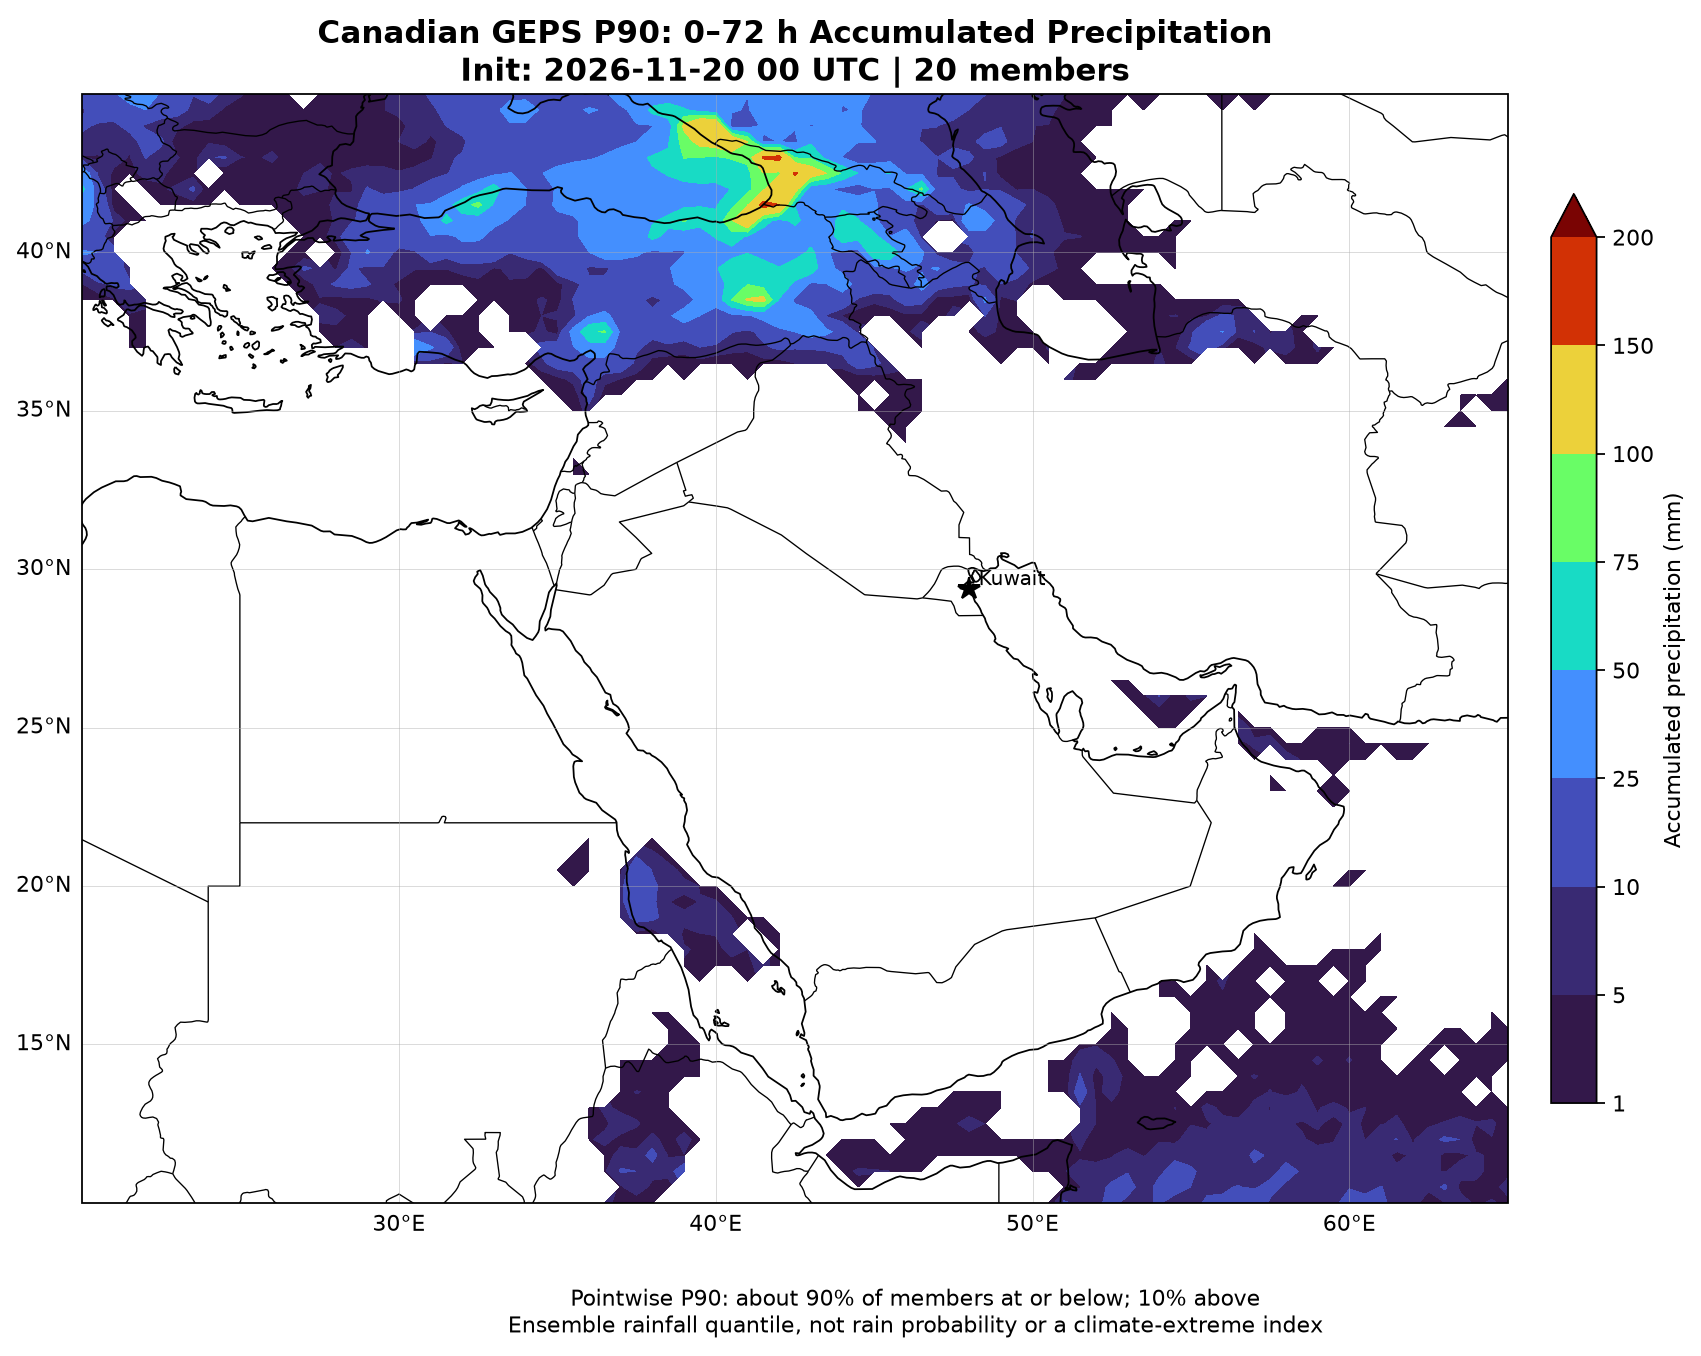 Canadian GEPS P90: 0–72 h Accumulated Precipitation
Init: 2026-11-20 00 UTC | 20 members
40°N
35°N
30°N
25°N
20°N
15°N
Kuwait
30°E
40°E
50°E
60°E
200
150
100
75
50
25
10
5
1
Accumulated precipitation (mm)
Pointwise P90: about 90% of members at or below; 10% above
Ensemble rainfall quantile, not rain probability or a climate-extreme index